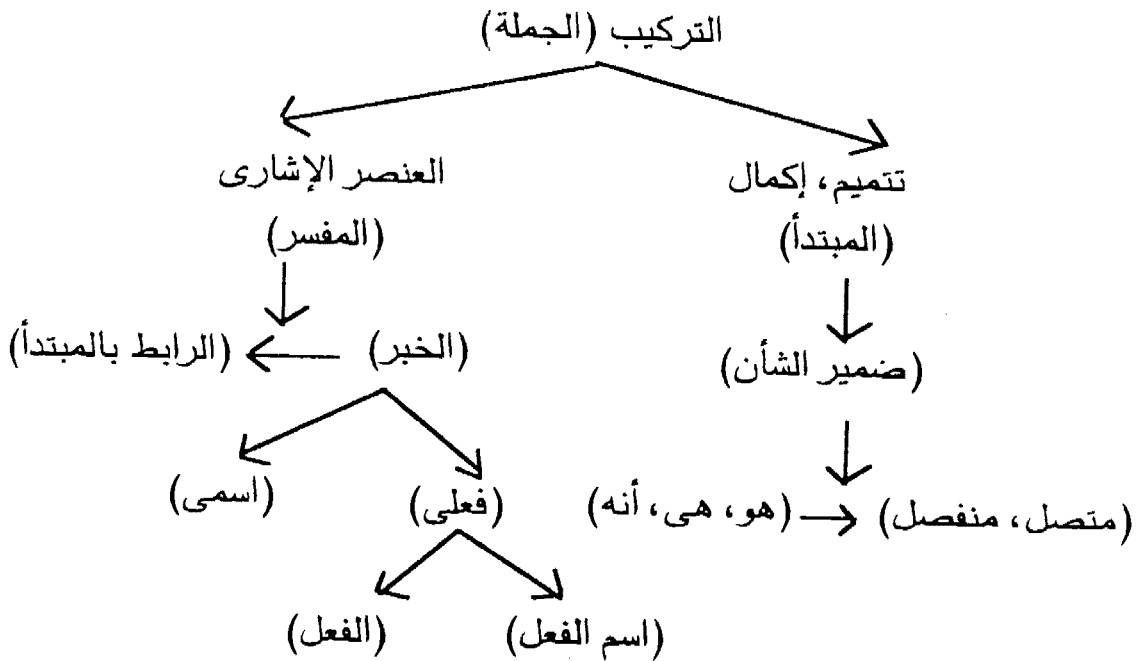 التركيب (الجملة)
تتميم، إكمال
(المبتدأ)
العنصر الإشارى
(المفسر)
(ضمير الشأن)
(الخبر)
(الرابط بالمبتدأ)
(متصل، منفصل)
(هو، هى، أنه)
(فعلى)
(اسمى)
(اسم الفعل)
(الفعل)